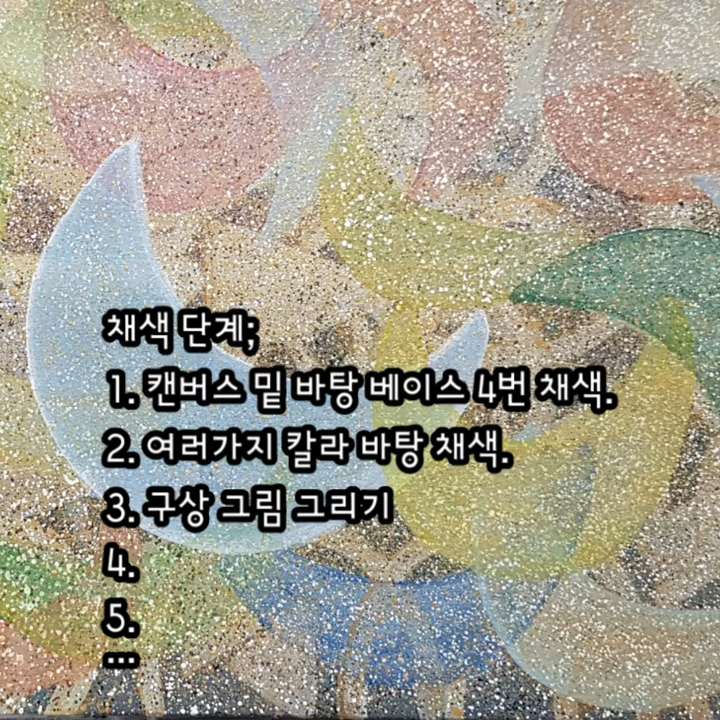 채색 단계;
1. 캔버스 밑 바탕 베이스 4번 채색.
2. 여러가지 칼라 바탕 채색.
3. 구상 그림 그리기
4.
5.
...